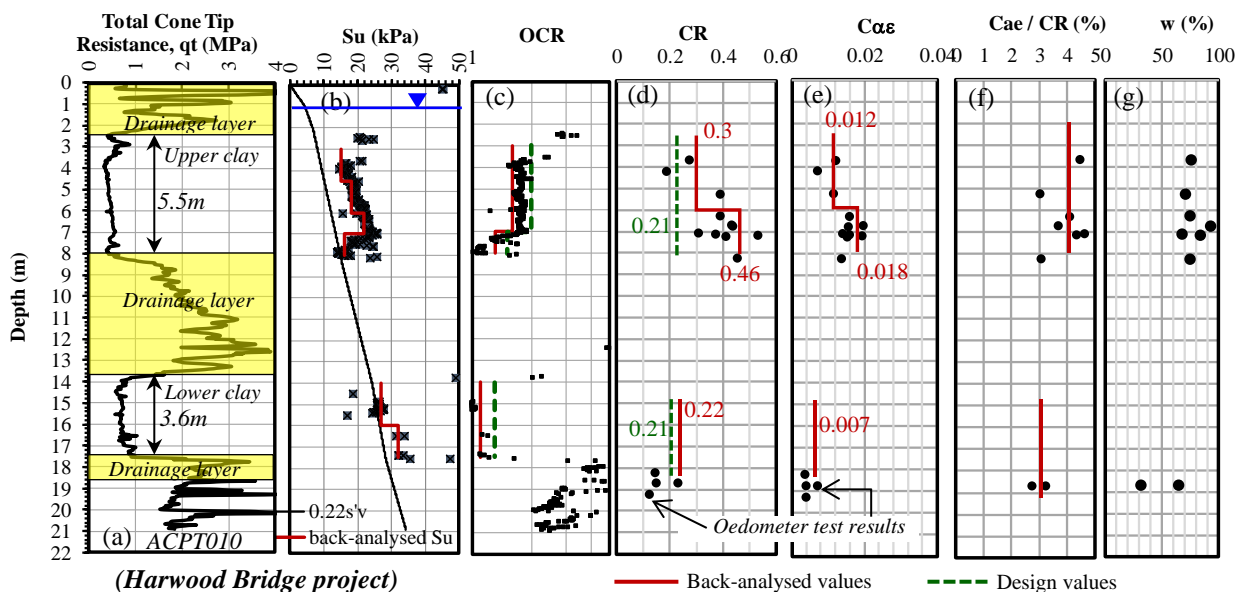 Total Cone Tip
Resistance, qt (MPa)
Su (kPa)
OCR
CR
Cαε
Cae / CR (%)
w (%)
0 1 2 3 4
0 10 20 30 40 50
1
0 0.2 0.4 0.6
0 0.02 0.04
0 1 2 3 4 5
0 50 100
Depth (m)
0
1
2
3
4
5
6
7
8
9
10
11
12
13
14
15
16
17
18
19
20
21
22
(a)
(b)
(c)
(d)
(e)
(f)
(g)
Drainage layer
Upper clay
5.5m
Drainage layer
Lower clay
3.6m
Drainage layer
0.3
0.21
0.46
0.012
0.018
0.22
0.21
0.007
0.22s'v
back-analysed Su
ACPT010
Oedometer test results
(Harwood Bridge project)
Back-analysed values
Design values